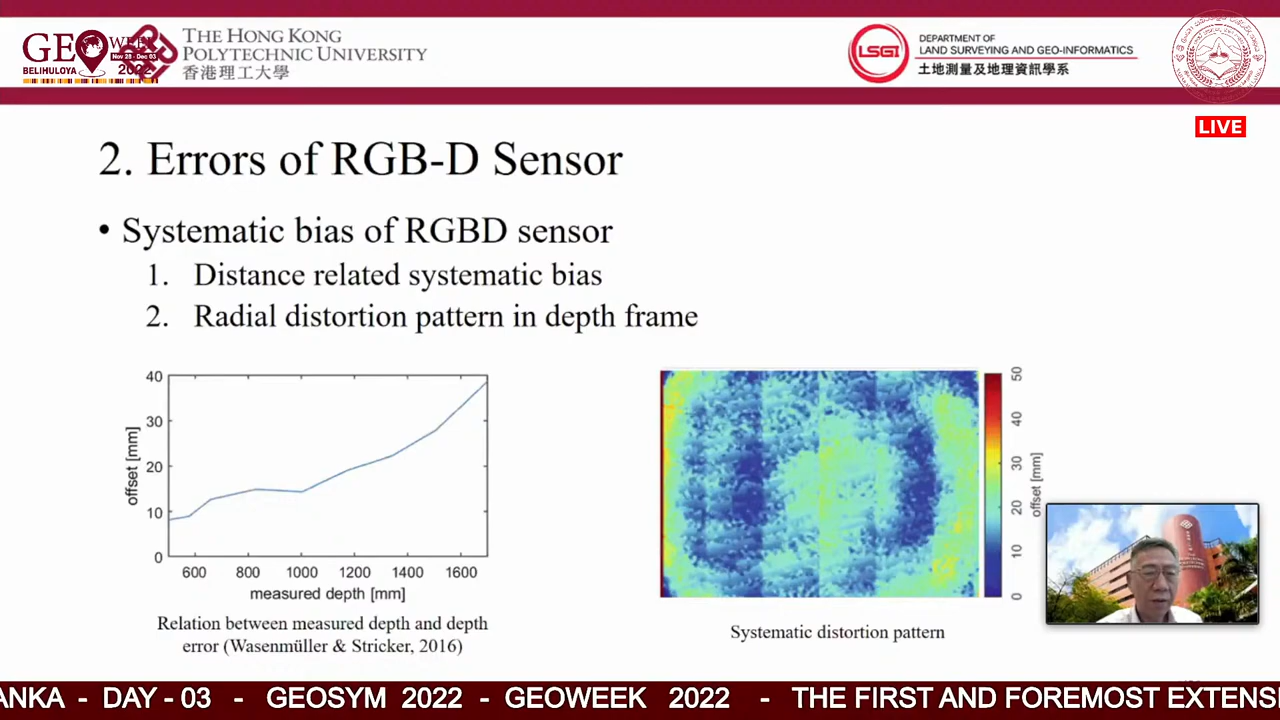 GEOWEEK
Nov 28 - Dec 03
BELIHULOYA
2022
THE HONG KONG
POLYTECHNIC UNIVERSITY
香港理工大學
LSGI
DEPARTMENT OF
LAND SURVEYING AND GEO-INFORMATICS
土地測量及地理資訊學系
LIVE
2. Errors of RGB-D Sensor
• Systematic bias of RGBD sensor
1. Distance related systematic bias
2. Radial distortion pattern in depth frame
40
30
20
10
0
offset [mm]
600 800 1000 1200 1400 1600
measured depth [mm]
Relation between measured depth and depth
error (Wasenmüller & Stricker, 2016)
50
40
30
20
10
0
offset [mm]
Systematic distortion pattern
ANKA - DAY - 03 - GEOSYM 2022 - GEOWEEK 2022 - THE FIRST AND FOREMOST EXTENS